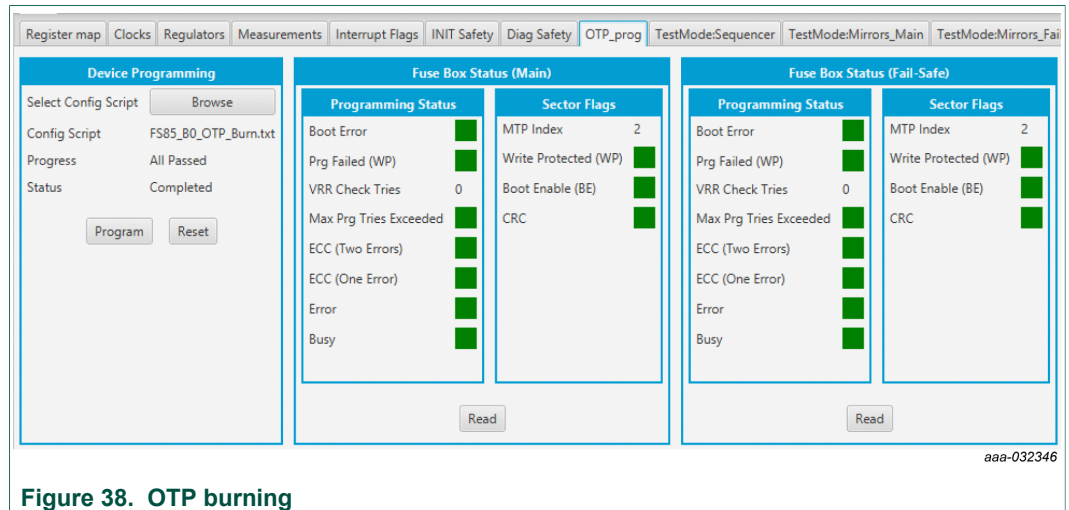 Register map Clocks Regulators Measurements Interrupt Flags INIT Safety Diag Safety OTP_prog TestMode:Sequencer TestMode:Mirrors_Main TestMode:Mirrors_Fai
Device Programming
Select Config Script Browse
Config Script FS85_B0_OTP_Burn.txt
Progress All Passed
Status Completed
Program Reset
Fuse Box Status (Main)
Programming Status
Boot Error
Prg Failed (WP)
VRR Check Tries 0
Max Prg Tries Exceeded
ECC (Two Errors)
ECC (One Error)
Error
Busy
Sector Flags
MTP Index 2
Write Protected (WP)
Boot Enable (BE)
CRC
Read
Fuse Box Status (Fail-Safe)
Programming Status
Boot Error
Prg Failed (WP)
VRR Check Tries 0
Max Prg Tries Exceeded
ECC (Two Errors)
ECC (One Error)
Error
Busy
Sector Flags
MTP Index 2
Write Protected (WP)
Boot Enable (BE)
CRC
Read
aaa-032346
Figure 38. OTP burning